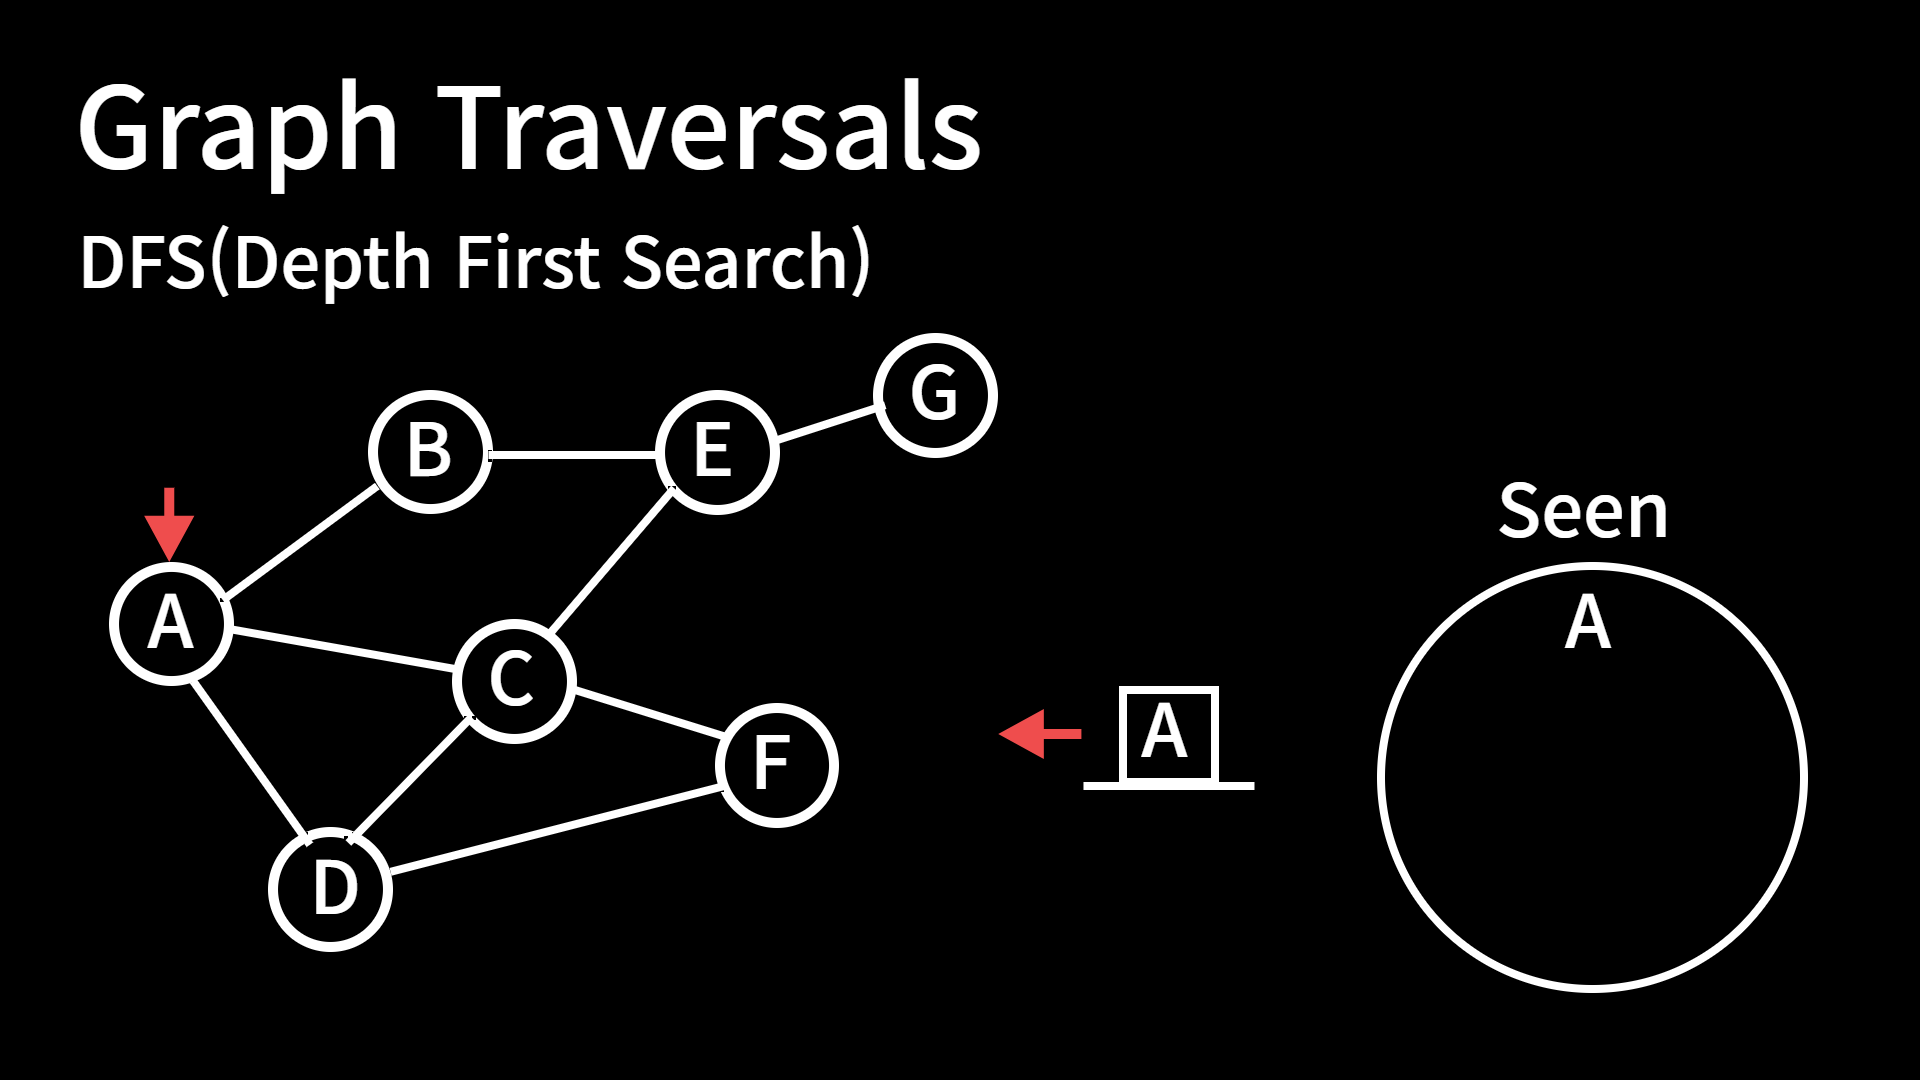 Graph Traversals
DFS(Depth First Search)
G
B
E
Seen
A
A
C
A
F
D